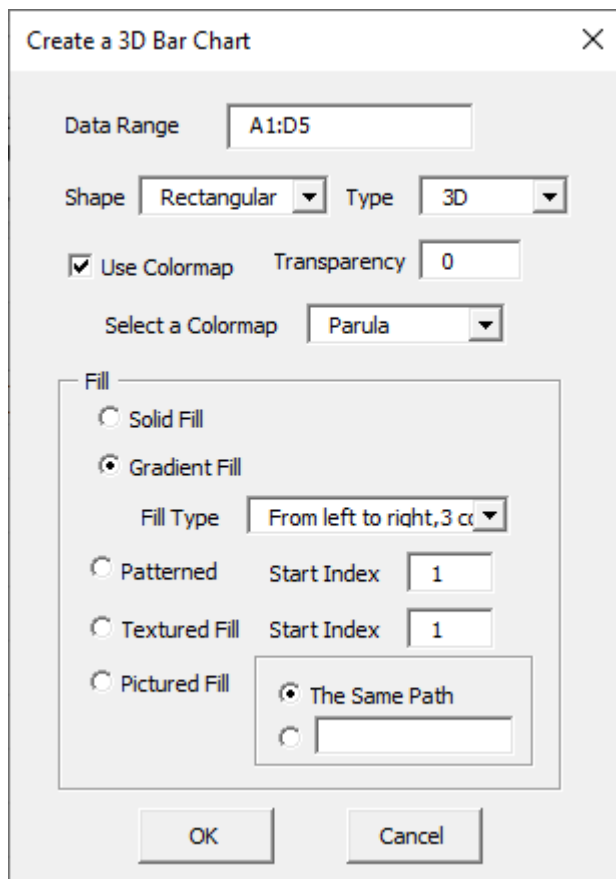 Create a 3D Bar Chart
Data Range A1:D5
Shape Rectangular Type 3D
Use Colormap Transparency 0
Select a Colormap Parula
Fill
Solid Fill
Gradient Fill
Fill Type From left to right,3 co
Patterned Start Index 1
Textured Fill Start Index 1
Pictured Fill
The Same Path
OK Cancel